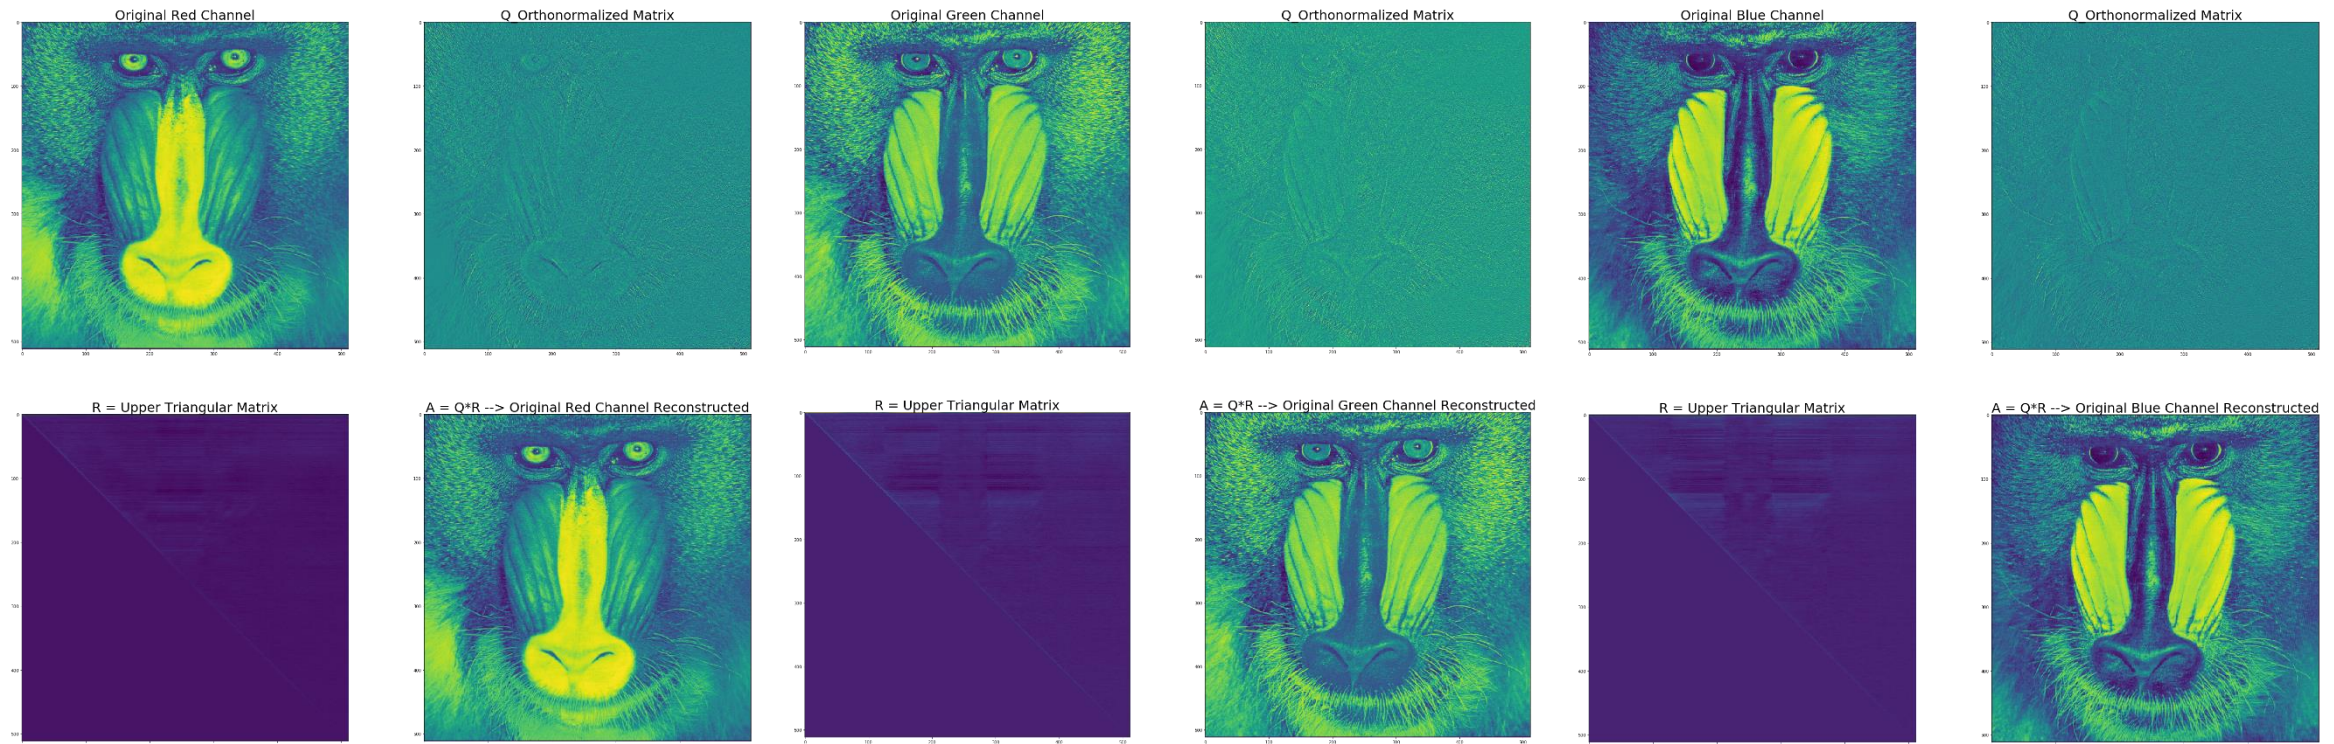 Original Red Channel
Q_Orthonormalized Matrix
Original Green Channel
Q_Orthonormalized Matrix
Original Blue Channel
Q_Orthonormalized Matrix
R = Upper Triangular Matrix
A = Q*R --> Original Red Channel Reconstructed
R = Upper Triangular Matrix
A = Q*R --> Original Green Channel Reconstructed
R = Upper Triangular Matrix
A = Q*R --> Original Blue Channel Reconstructed